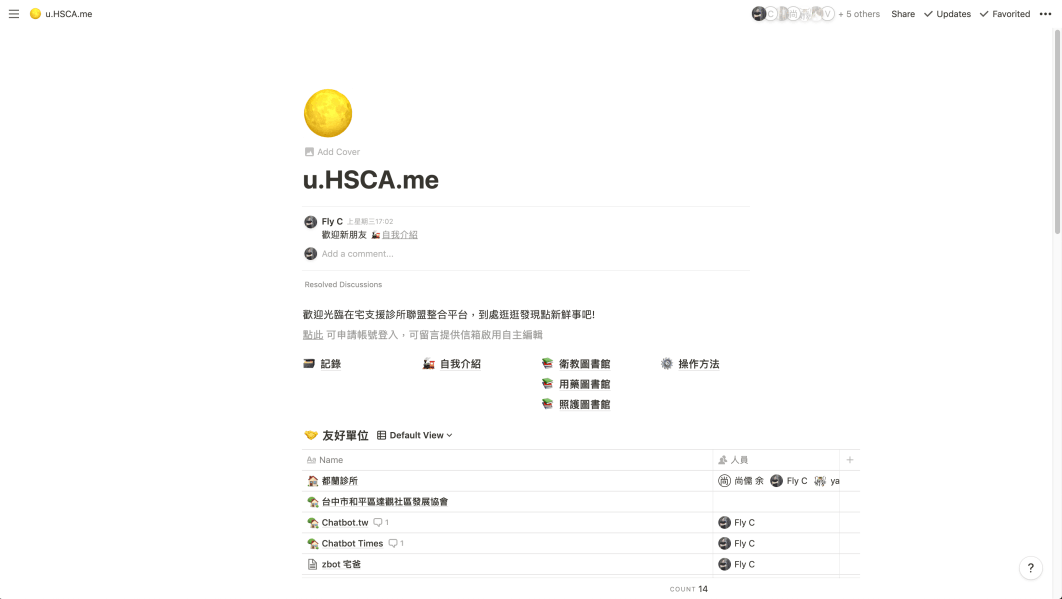 u.HSCA.me
+ 5 others Share Updates Favorited
Add Cover
u.HSCA.me
Fly C 上星期三17:02
歡迎新朋友 自我介紹
Add a comment...
Resolved Discussions
歡迎光臨在宅支援診所聯盟整合平台，到處逛逛發現點新鮮事吧!
點此 可申請帳號登入，可留言提供信箱啟用自主編輯
記錄 自我介紹 衛教圖書館 操作方法
用藥圖書館
照護圖書館
友好單位 Default View
Aa Name 人員
都蘭診所 尚 尚儒 余 Fly C ya
台中市和平區達觀社區發展協會
Chatbot.tw 1 Fly C
Chatbot Times 1 Fly C
zbot 宅爸 Fly C
COUNT 14
?